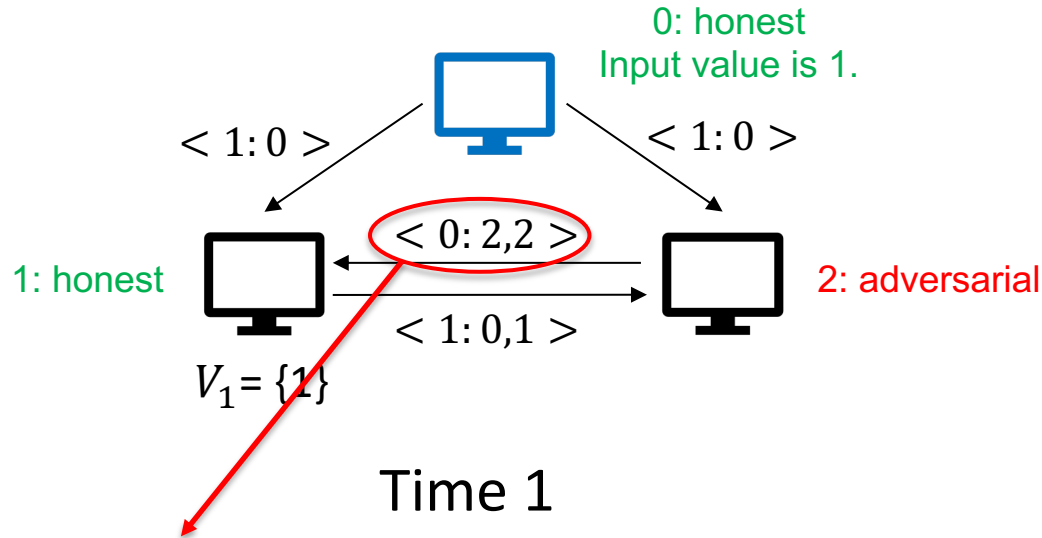 0: honest
Input value is 1.
< 1: 0 >
< 1: 0 >
< 0: 2,2 >
1: honest
2: adversarial
< 1: 0,1 >
V₁= {1}
Time 1